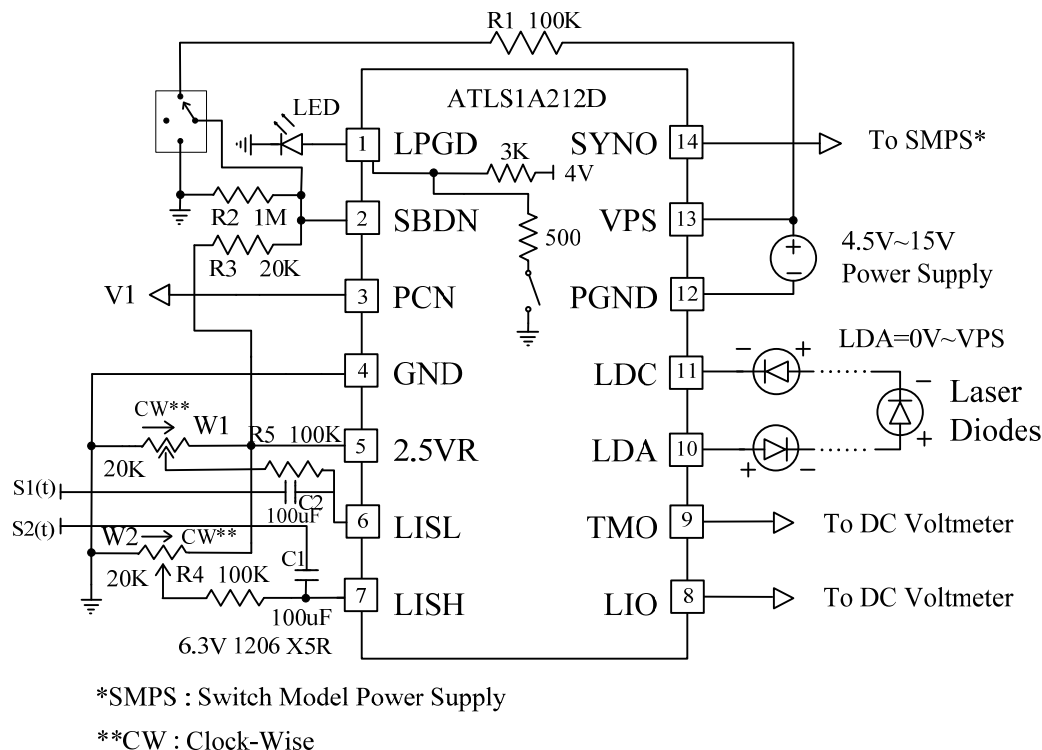 R1 100K
ATLS1A212D
LED
1 LPGD
3K
4V
SYNO 14
To SMPS*
R2 1M
2 SBDN
500
VPS 13
R3 20K
4.5V~15V
Power Supply
V1
3 PCN
PGND 12
LDA=0V~VPS
4 GND
LDC 11
Laser
Diodes
CW** W1
R5 100K
20K
5 2.5VR
LDA 10
S1(t)
C2
100uF
6 LISL
TMO 9
To DC Voltmeter
S2(t)
W2 CW**
C1
20K
R4 100K
7 LISH
LIO 8
To DC Voltmeter
100uF
6.3V 1206 X5R
*SMPS : Switch Model Power Supply
**CW : Clock-Wise